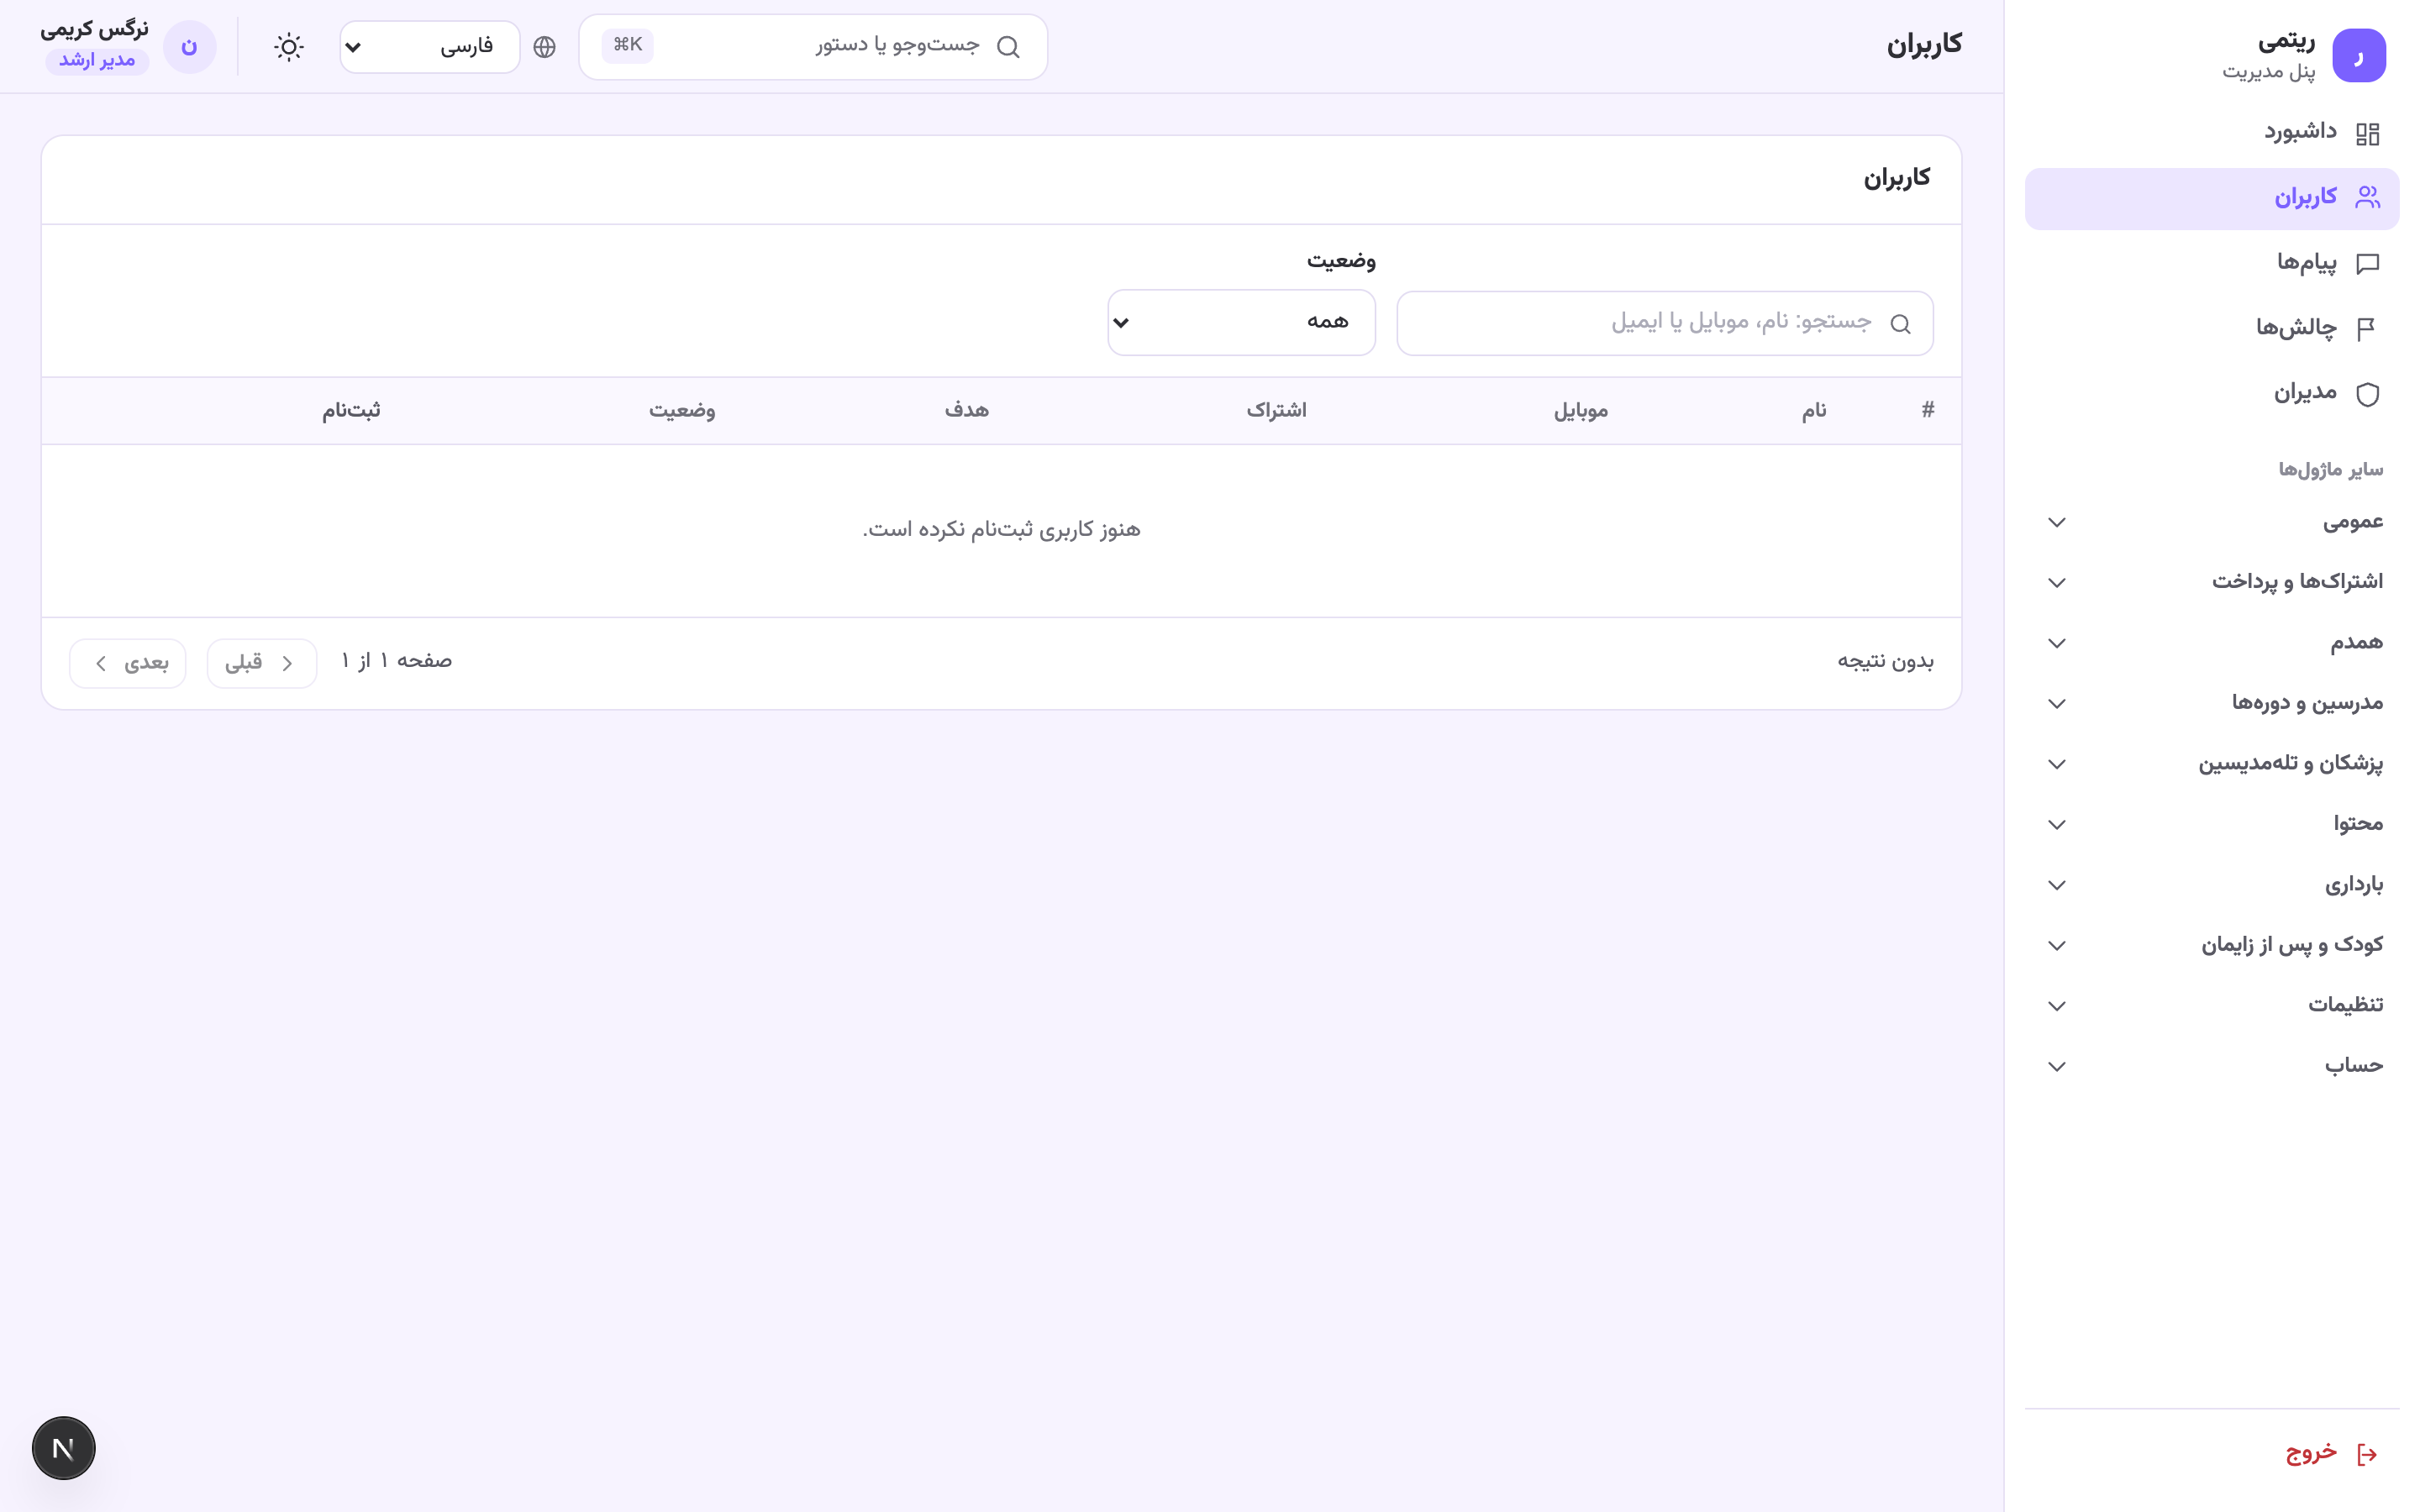 ر
ریتمی
پنل مدیریت
داشبورد
کاربران
پیام‌ها
چالش‌ها
مدیران
سایر ماژول‌ها
عمومی
اشتراک‌ها و پرداخت
همدم
مدرسین و دوره‌ها
پزشکان و تله‌مدیسین
محتوا
بارداری
کودک و پس از زایمان
تنظیمات
حساب
خروج
کاربران
جست‌وجو یا دستور
⌘K
فارسی
ن
نرگس کریمی
مدیر ارشد
کاربران
وضعیت
جستجو: نام، موبایل یا ایمیل
همه
# نام موبایل اشتراک هدف وضعیت ثبت‌نام
هنوز کاربری ثبت‌نام نکرده است.
بدون نتیجه
صفحه ۱ از ۱
قبلی
بعدی
N